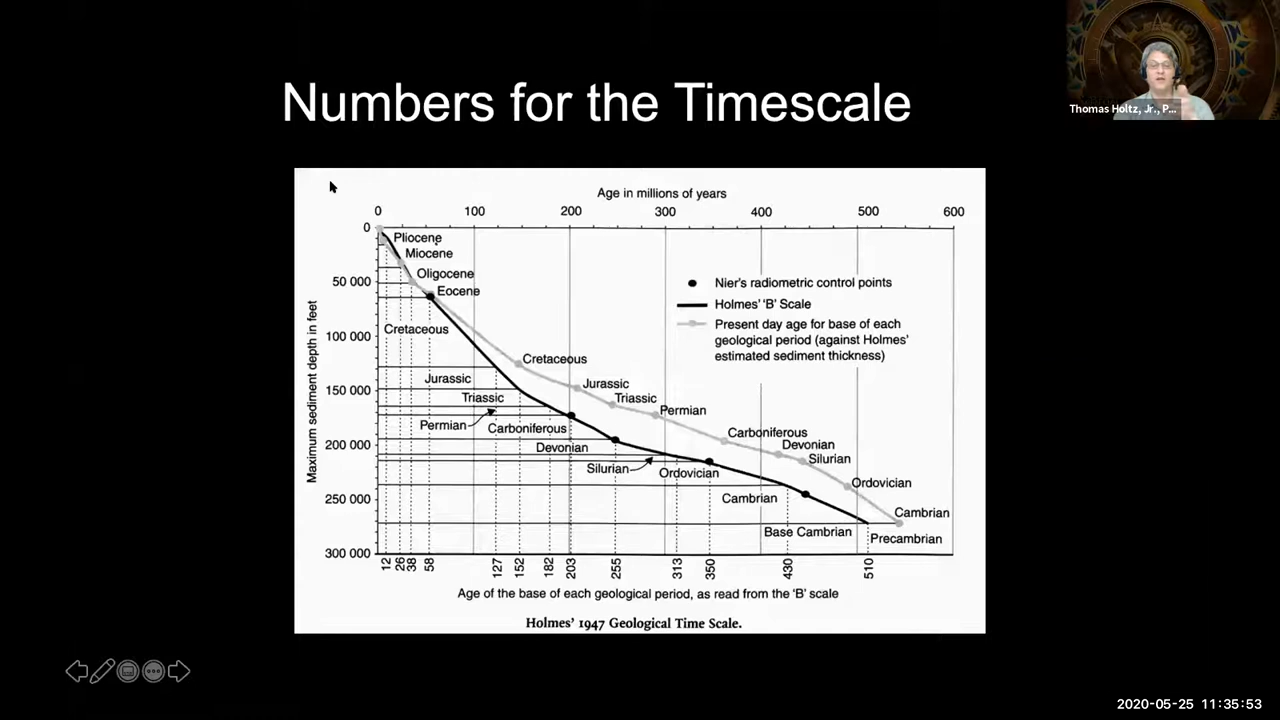 Numbers for the Timescale
Thomas Holtz, Jr., P...
Age in millions of years
0 100 200 300 400 500 600
Maximum sediment depth in feet
0
50 000
100 000
150 000
200 000
250 000
300 000
Pliocene
Miocene
Oligocene
Eocene
Cretaceous
Jurassic
Triassic
Permian
Carboniferous
Devonian
Silurian
Ordovician
Cambrian
Base Cambrian
Precambrian
Cretaceous
Jurassic
Triassic
Permian
Carboniferous
Devonian
Silurian
Ordovician
Cambrian
Nier's radiometric control points
Holmes' 'B' Scale
Present day age for base of each
geological period (against Holmes'
estimated sediment thickness)
12 26 38 58 127 152 182 203 255 313 350 430 510
Age of the base of each geological period, as read from the 'B' scale
Holmes' 1947 Geological Time Scale.
2020-05-25 11:35:53